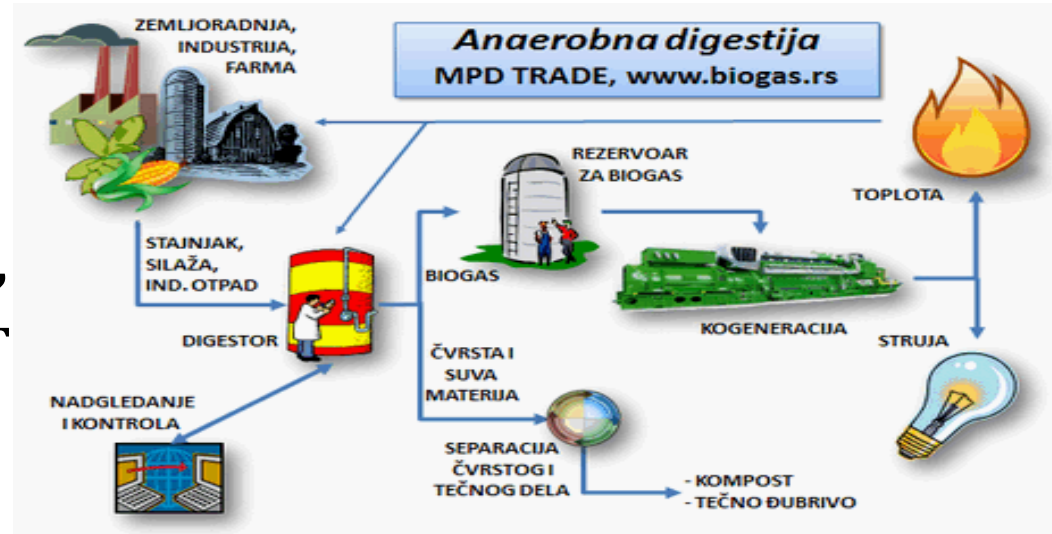 ZEMLJORADNJA,
INDUSTRIJA,
FARMA
Anaerobna digestija
MPD TRADE, www.biogas.rs
REZERVOAR
ZA BIOGAS
TOPLOTA
STAJNJAK,
SILAŽA,
IND. OTPAD
BIOGAS
DIGESTOR
KOGENERACIJA
STRUJA
ČVRSTA I
SUVA
MATERIJA
NADGLEDANJE
I KONTROLA
SEPARACIJA
ČVRSTOG I
TEČNOG DELA
- KOMPOST
- TEČNO ĐUBRIVO